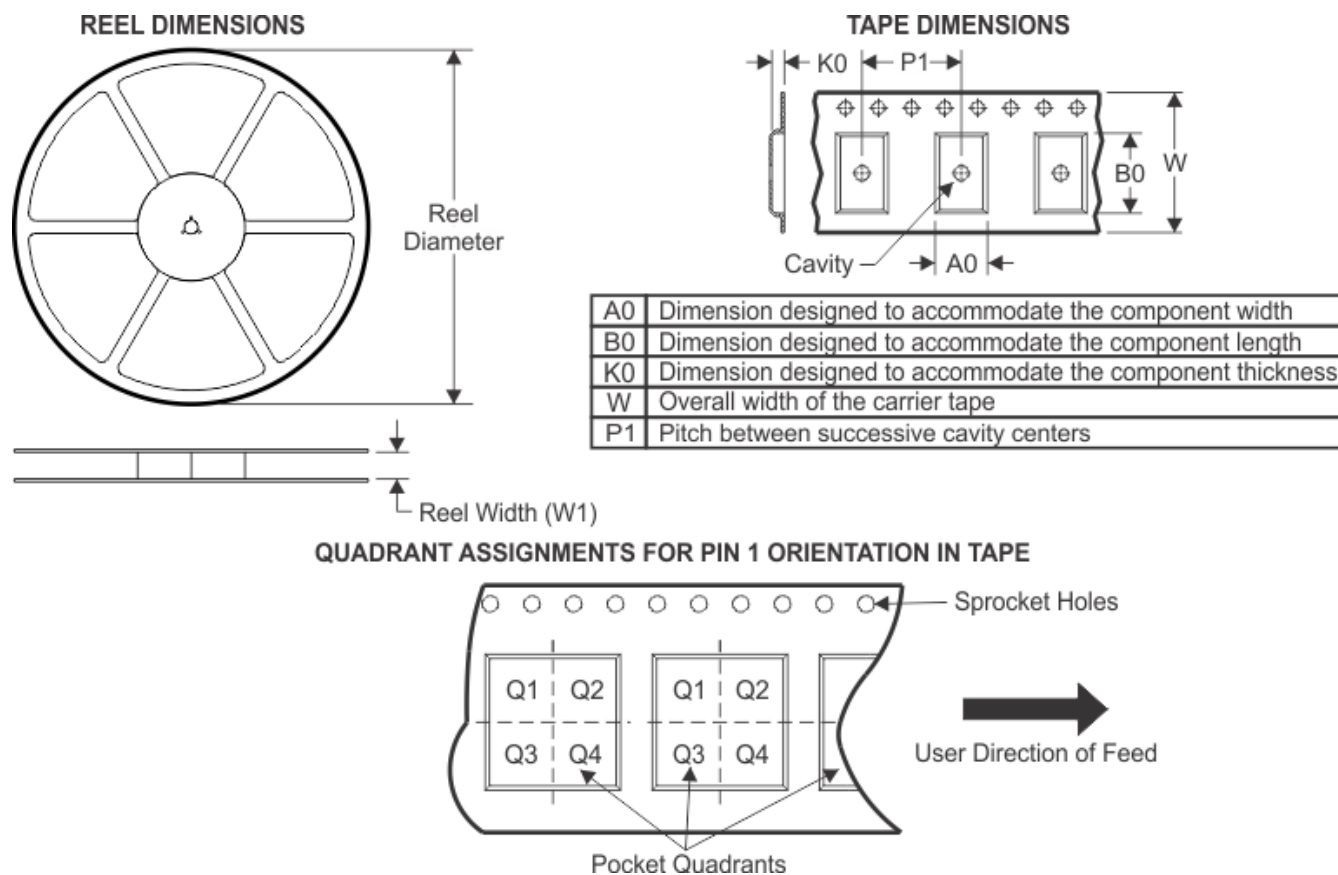 REEL DIMENSIONS
Reel
Diameter
Reel Width (W1)
TAPE DIMENSIONS
K0
P1
B0
W
Cavity
A0
A0 Dimension designed to accommodate the component width
B0 Dimension designed to accommodate the component length
K0 Dimension designed to accommodate the component thickness
W Overall width of the carrier tape
P1 Pitch between successive cavity centers
QUADRANT ASSIGNMENTS FOR PIN 1 ORIENTATION IN TAPE
Sprocket Holes
Q1 Q2 Q1 Q2
Q3 Q4 Q3 Q4
User Direction of Feed
Pocket Quadrants